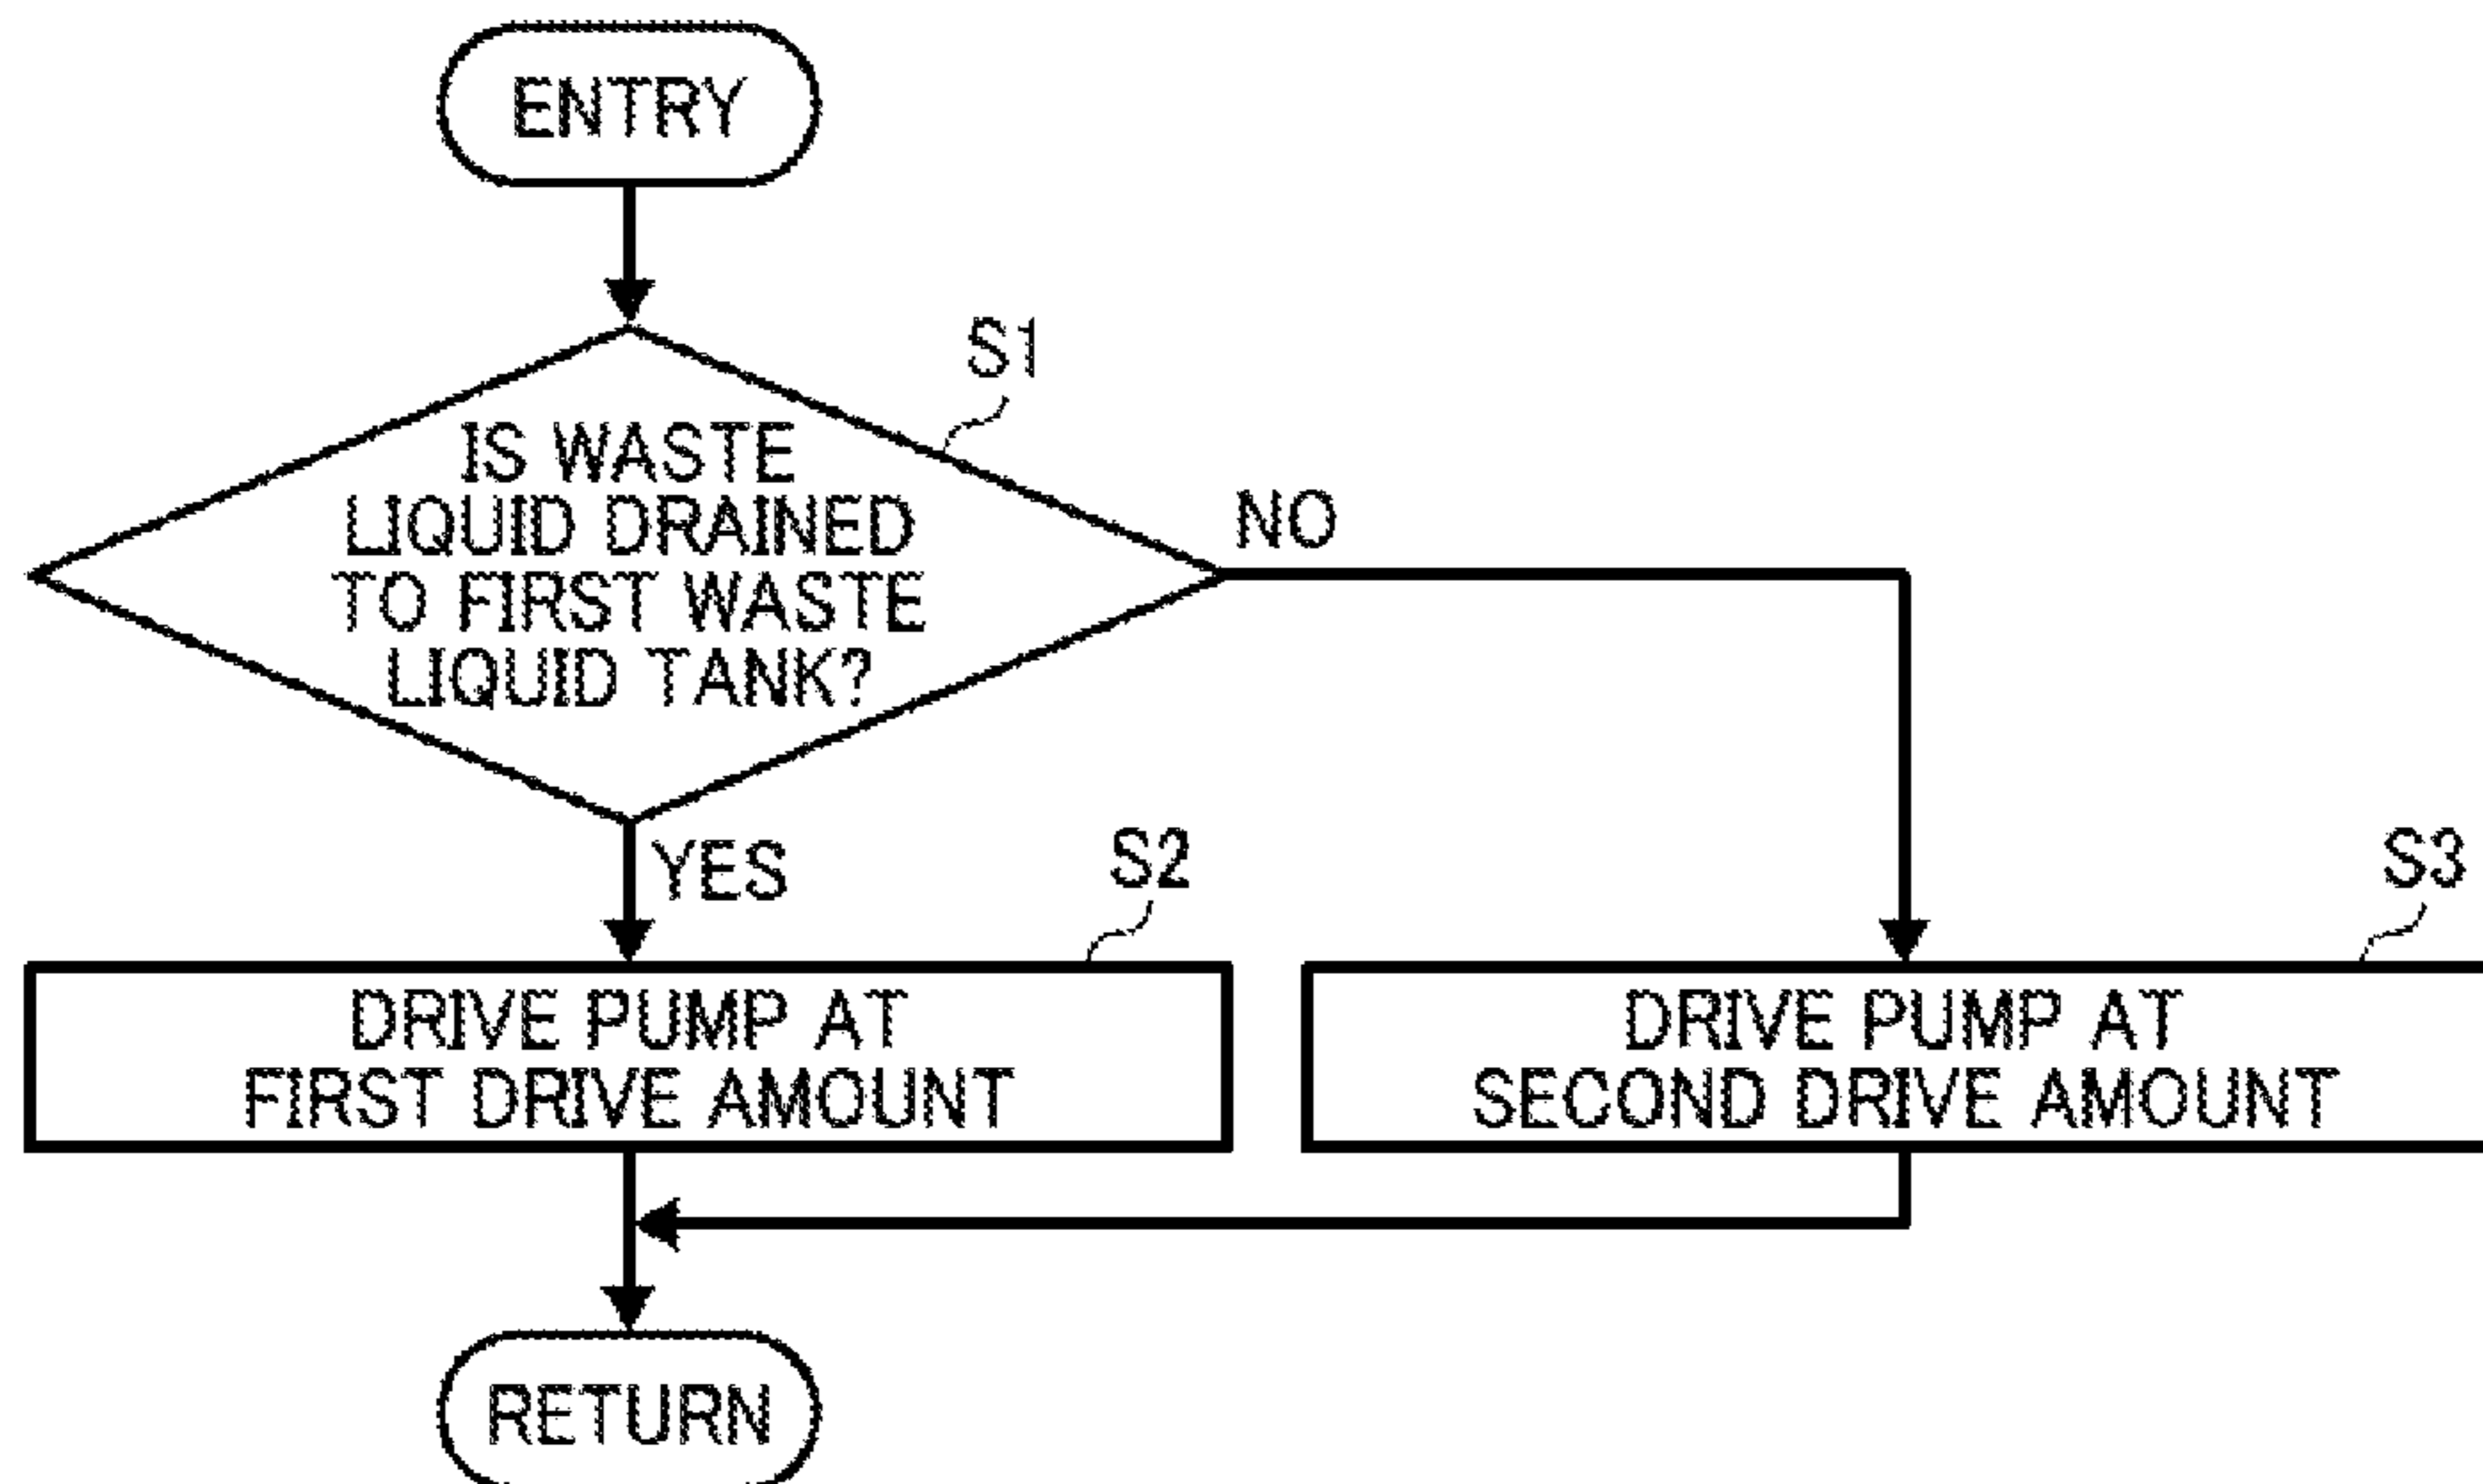 ENTRY
S1
IS WASTE
LIQUID DRAINED
TO FIRST WASTE
LIQUID TANK?
NO
YES
S2
S3
DRIVE PUMP AT
FIRST DRIVE AMOUNT
DRIVE PUMP AT
SECOND DRIVE AMOUNT
RETURN